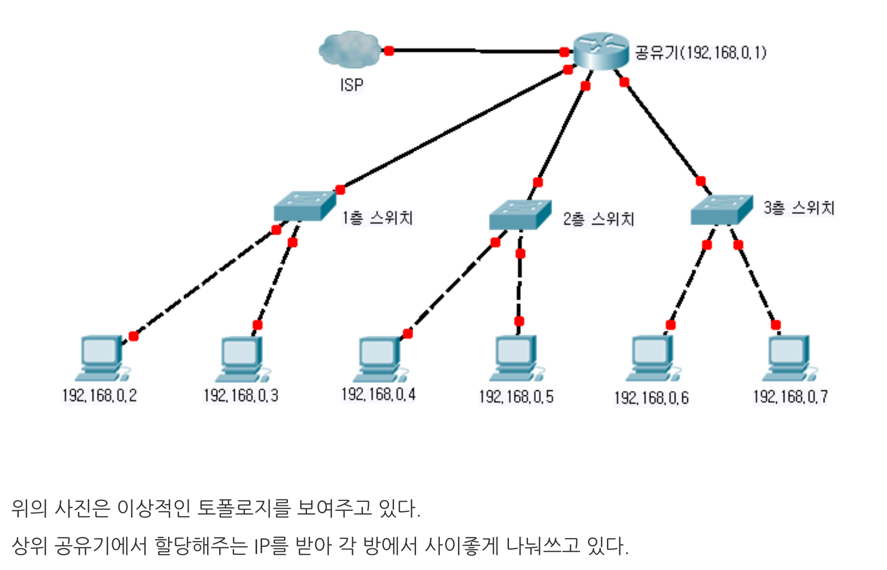 공유기(192.168.0.1)
ISP
1층 스위치
2층 스위치
3층 스위치
192.168.0.2
192.168.0.3
192.168.0.4
192.168.0.5
192.168.0.6
192.168.0.7
위의 사진은 이상적인 토폴로지를 보여주고 있다.
상위 공유기에서 할당해주는 IP를 받아 각 방에서 사이좋게 나눠쓰고 있다.